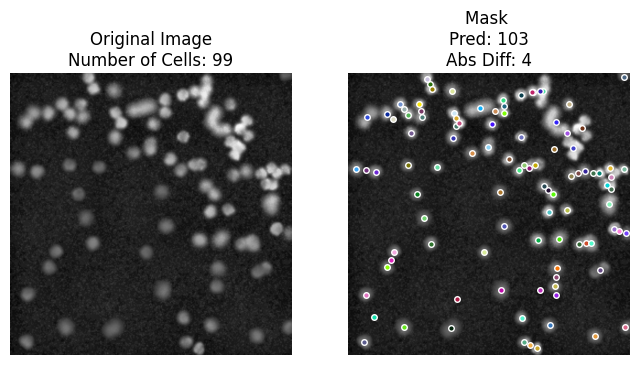 Original Image
Number of Cells: 99
Mask
Pred: 103
Abs Diff: 4